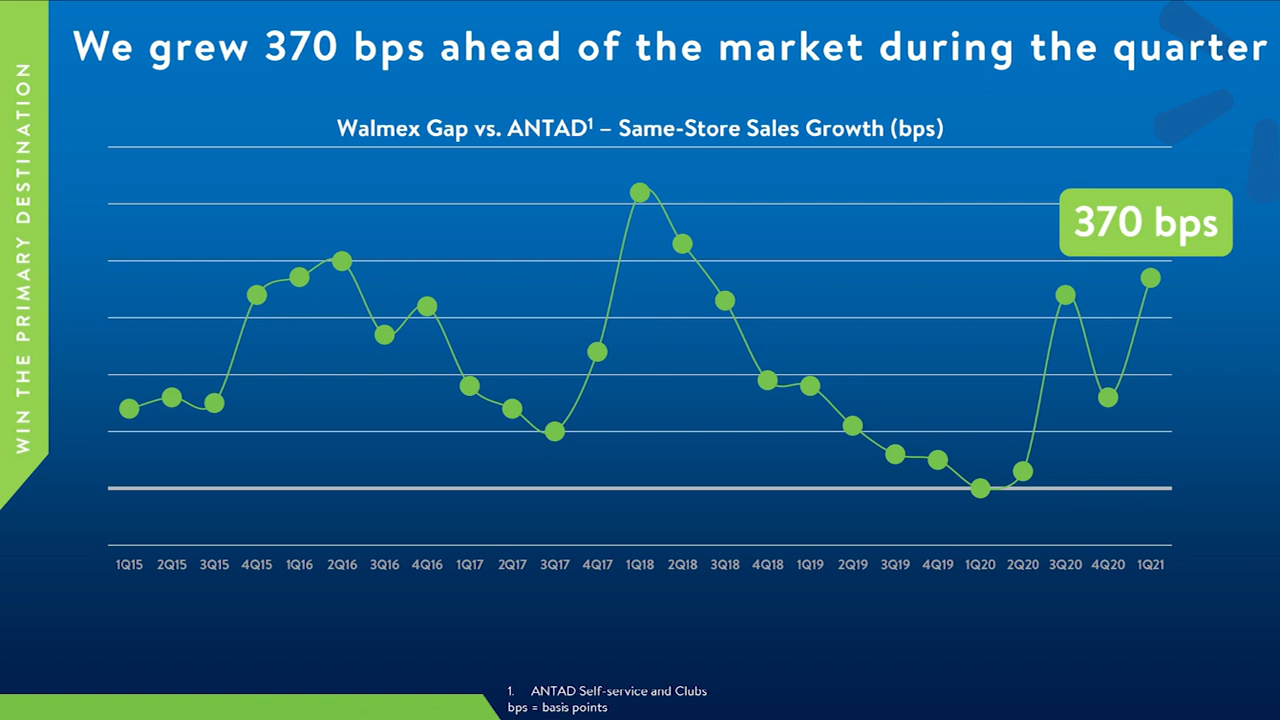 We grew 370 bps ahead of the market during the quarter
WIN THE PRIMARY DESTINATION
Walmex Gap vs. ANTAD¹ – Same-Store Sales Growth (bps)
370 bps
1Q15 2Q15 3Q15 4Q15 1Q16 2Q16 3Q16 4Q16 1Q17 2Q17 3Q17 4Q17 1Q18 2Q18 3Q18 4Q18 1Q19 2Q19 3Q19 4Q19 1Q20 2Q20 3Q20 4Q20 1Q21
1. ANTAD Self-service and Clubs
bps = basis points